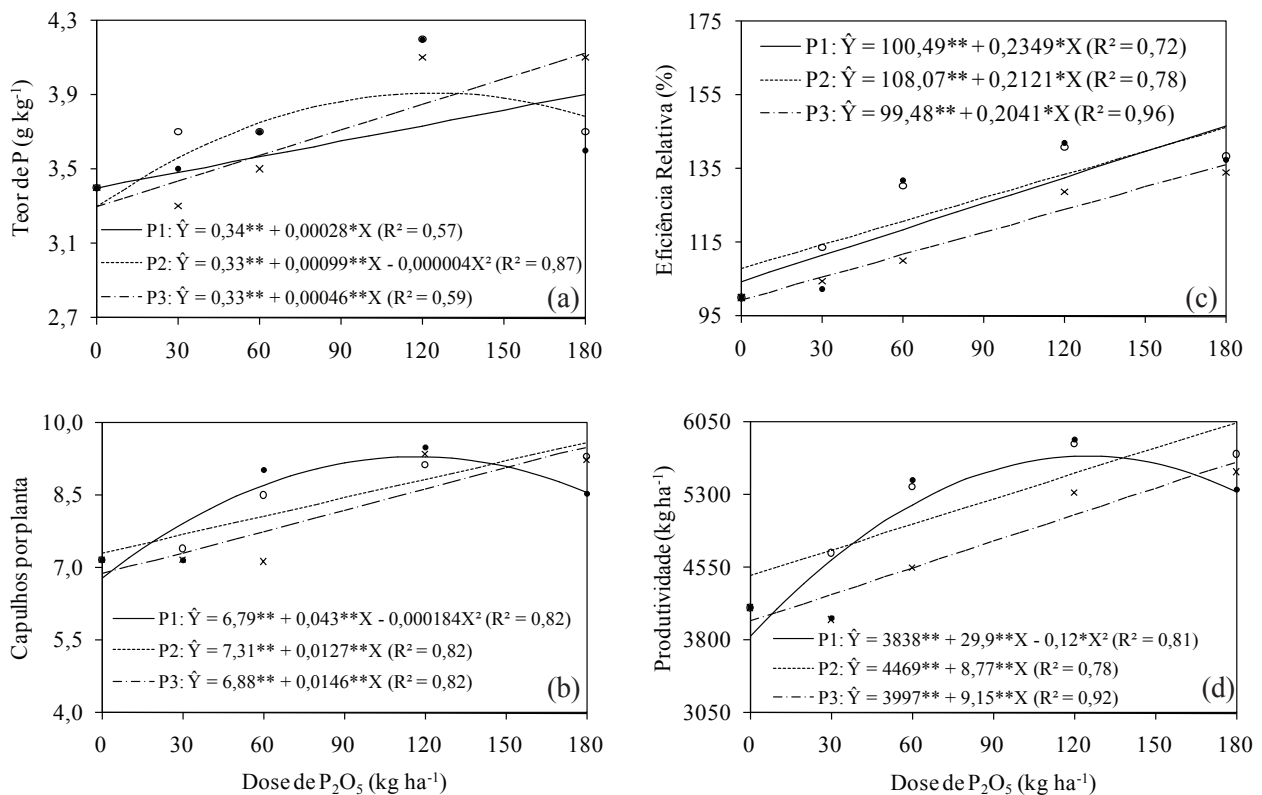 Teor de P (g kg⁻¹)
4,3
3,9
3,5
3,1
2,7
P1: Ŷ = 0,34** + 0,00028*X (R² = 0,57)
P2: Ŷ = 0,33** + 0,00099**X - 0,000004X² (R² = 0,87)
P3: Ŷ = 0,33** + 0,00046**X (R² = 0,59)
(a)
0 30 60 90 120 150 180
Eficiência Relativa (%)
175
155
135
115
95
P1: Ŷ = 100,49** + 0,2349*X (R² = 0,72)
P2: Ŷ = 108,07** + 0,2121*X (R² = 0,78)
P3: Ŷ = 99,48** + 0,2041*X (R² = 0,96)
(c)
0 30 60 90 120 150 180
Capulhos por planta
10,0
8,5
7,0
5,5
4,0
P1: Ŷ = 6,79** + 0,043**X - 0,000184X² (R² = 0,82)
P2: Ŷ = 7,31** + 0,0127**X (R² = 0,82)
P3: Ŷ = 6,88** + 0,0146**X (R² = 0,82)
(b)
0 30 60 90 120 150 180
Dose de P₂O₅ (kg ha⁻¹)
Produtividade (kg ha⁻¹)
6050
5300
4550
3800
3050
P1: Ŷ = 3838** + 29,9**X - 0,12*X² (R² = 0,81)
P2: Ŷ = 4469** + 8,77**X (R² = 0,78)
P3: Ŷ = 3997** + 9,15**X (R² = 0,92)
(d)
0 30 60 90 120 150 180
Dose de P₂O₅ (kg ha⁻¹)